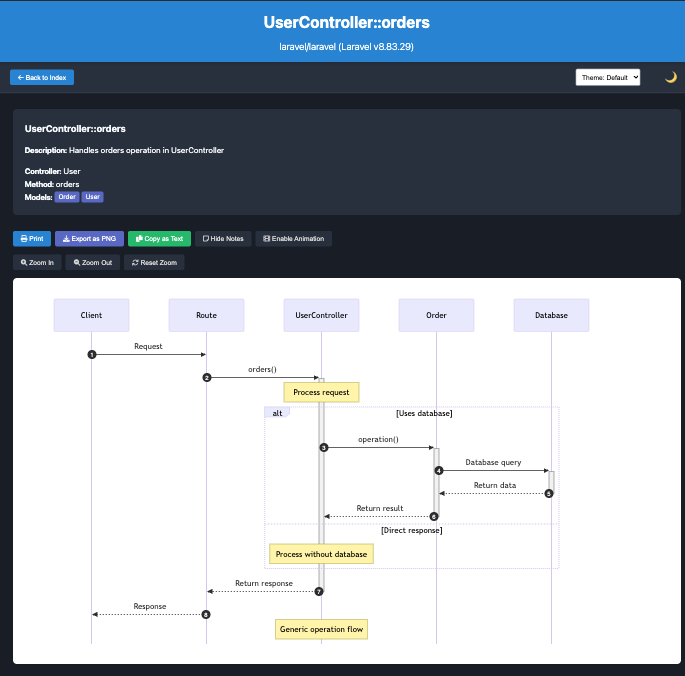 UserController::orders
laravel/laravel (Laravel v8.83.29)
← Back to Index
Theme: Default
UserController::orders
Description: Handles orders operation in UserController
Controller: User
Method: orders
Models: Order User
Print Export as PNG Copy as Text Hide Notes Enable Animation
Zoom In Zoom Out Reset Zoom
Client Route UserController Order Database
Request
1
orders()
2
Process request
alt [Uses database]
operation()
3
Database query
4
Return data
5
Return result
6
[Direct response]
Process without database
Return response
7
Response
8
Generic operation flow